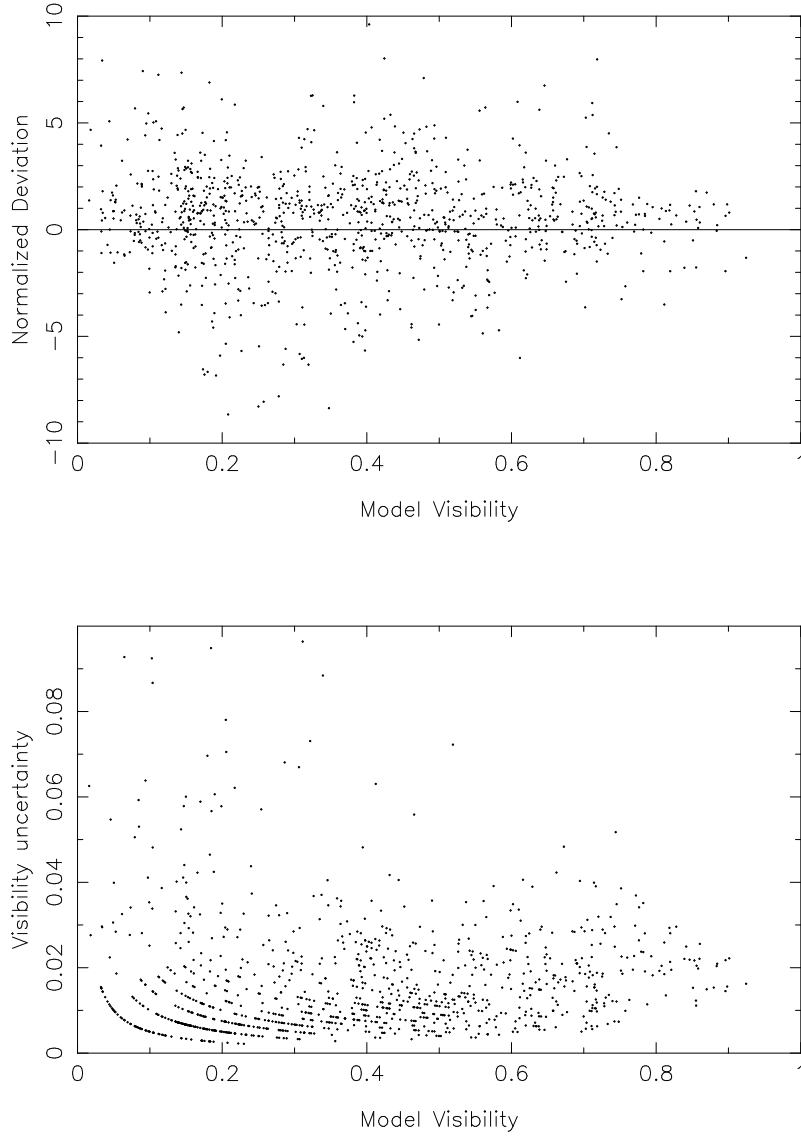 10
5
0
−5
−10
Normalized Deviation
0 0.2 0.4 0.6 0.8 1
Model Visibility
0.08
0.06
0.04
0.02
0
Visibility uncertainty
0 0.2 0.4 0.6 0.8 1
Model Visibility